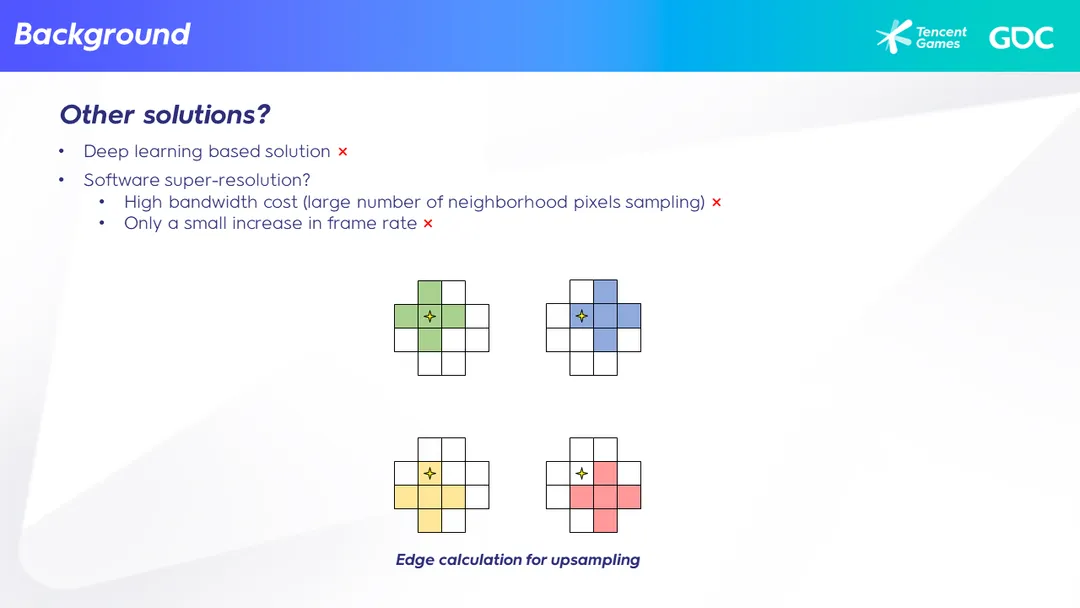 Background
Tencent
Games
GDC
Other solutions?
• Deep learning based solution ×
• Software super-resolution?
• High bandwidth cost (large number of neighborhood pixels sampling) ×
• Only a small increase in frame rate ×
Edge calculation for upsampling